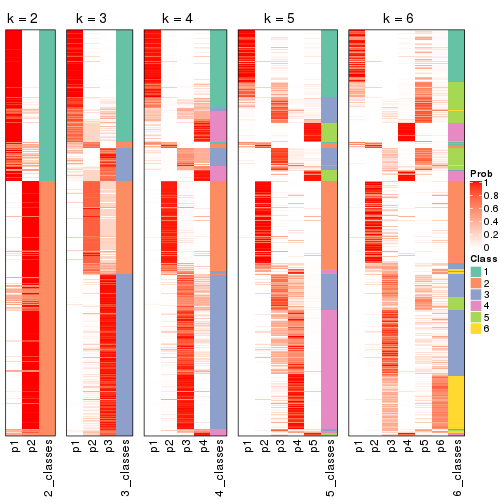 k = 2
k = 3
k = 4
k = 5
k = 6
p1
p2
2_classes
p1
p2
p3
3_classes
p1
p2
p3
p4
4_classes
p1
p2
p3
p4
p5
5_classes
p1
p2
p3
p4
p5
p6
6_classes
Prob
1
0.8
0.6
0.4
0.2
0
Class
1
2
3
4
5
6